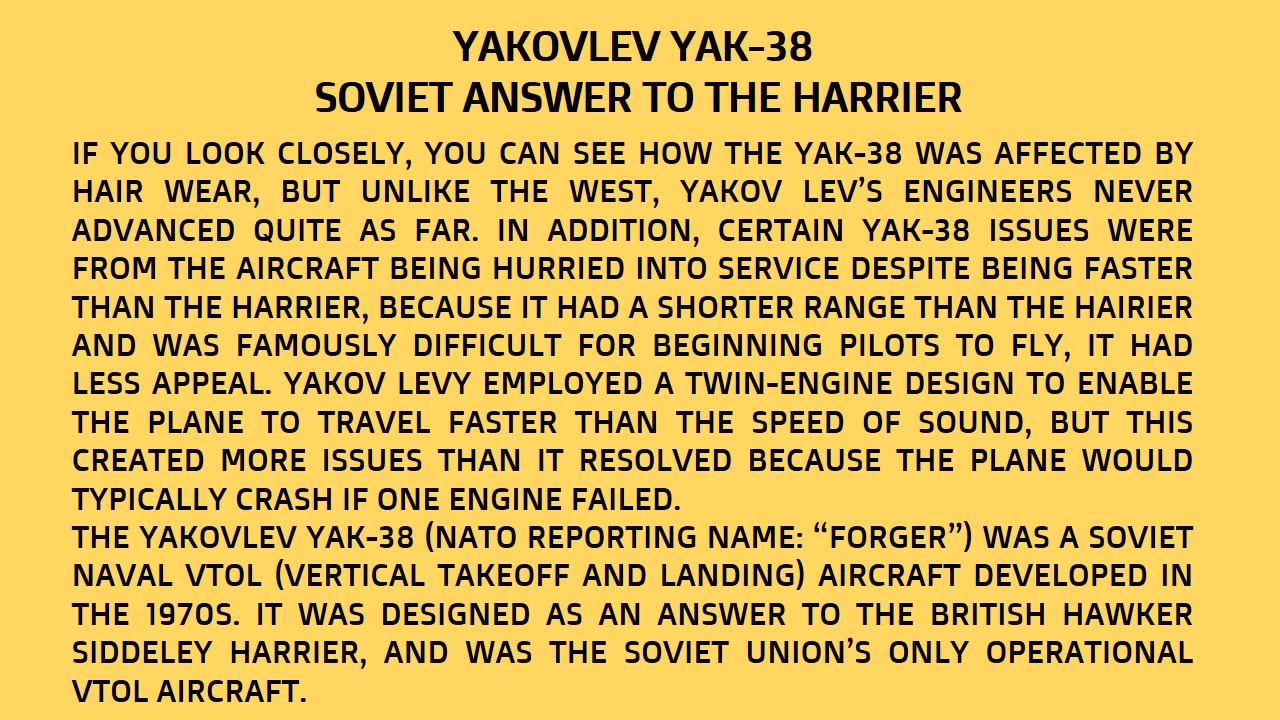 YAKOVLEV YAK-38
SOVIET ANSWER TO THE HARRIER
IF YOU LOOK CLOSELY, YOU CAN SEE HOW THE YAK-38 WAS AFFECTED BY
HAIR WEAR, BUT UNLIKE THE WEST, YAKOV LEV’S ENGINEERS NEVER
ADVANCED QUITE AS FAR. IN ADDITION, CERTAIN YAK-38 ISSUES WERE
FROM THE AIRCRAFT BEING HURRIED INTO SERVICE DESPITE BEING FASTER
THAN THE HARRIER, BECAUSE IT HAD A SHORTER RANGE THAN THE HAIRIER
AND WAS FAMOUSLY DIFFICULT FOR BEGINNING PILOTS TO FLY, IT HAD
LESS APPEAL. YAKOV LEVY EMPLOYED A TWIN-ENGINE DESIGN TO ENABLE
THE PLANE TO TRAVEL FASTER THAN THE SPEED OF SOUND, BUT THIS
CREATED MORE ISSUES THAN IT RESOLVED BECAUSE THE PLANE WOULD
TYPICALLY CRASH IF ONE ENGINE FAILED.
THE YAKOVLEV YAK-38 (NATO REPORTING NAME: “FORGER”) WAS A SOVIET
NAVAL VTOL (VERTICAL TAKEOFF AND LANDING) AIRCRAFT DEVELOPED IN
THE 1970S. IT WAS DESIGNED AS AN ANSWER TO THE BRITISH HAWKER
SIDDELEY HARRIER, AND WAS THE SOVIET UNION’S ONLY OPERATIONAL
VTOL AIRCRAFT.